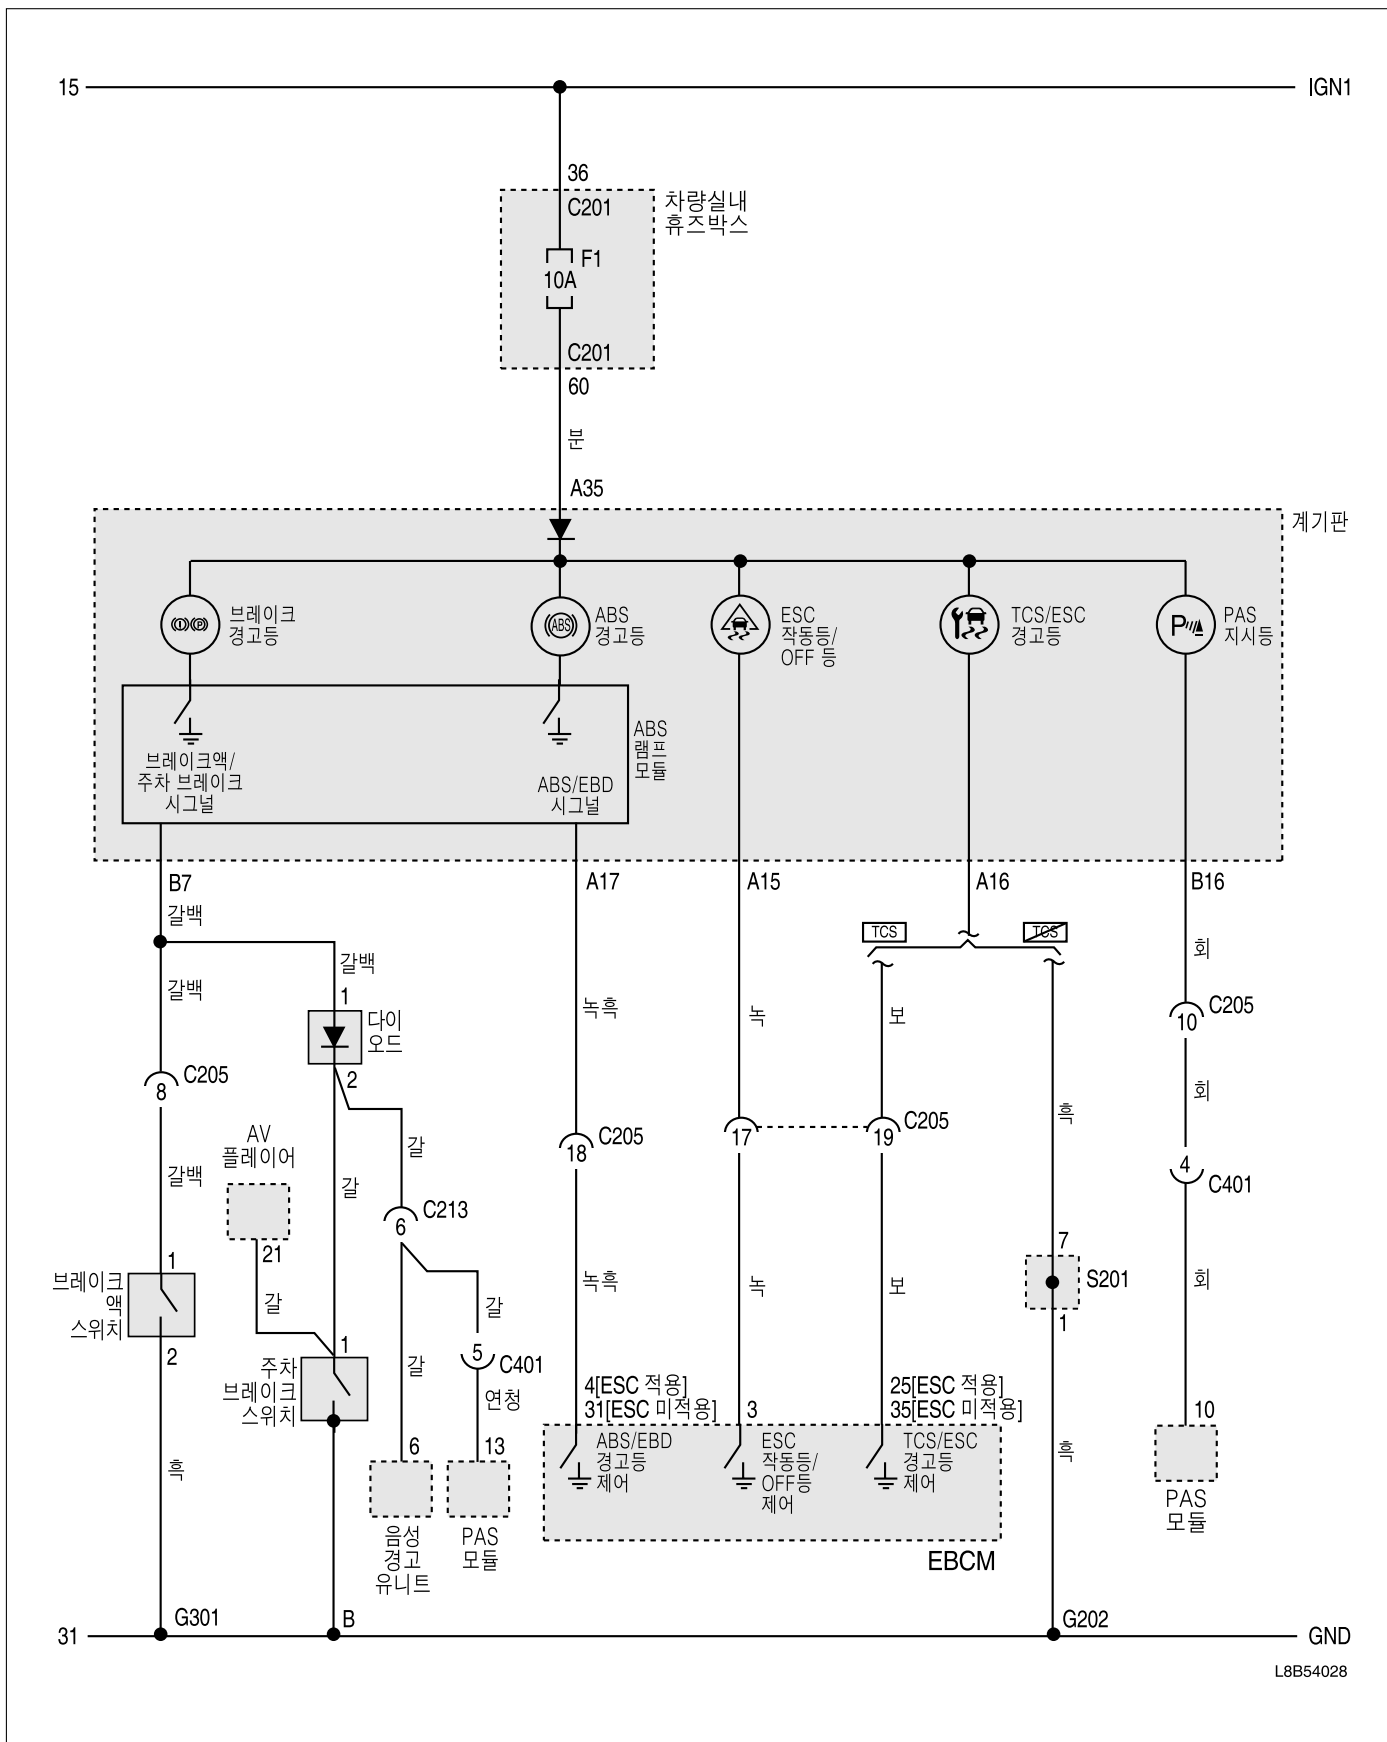 15
IGN1
36
C201
차량실내
휴즈박스
F1
10A
C201
60
분
A35
계기판
브레이크
경고등
ABS
ABS
경고등
ESC
작동등/
OFF 등
TCS/ESC
경고등
P
PAS
지시등
브레이크액/
주차 브레이크
시그널
ABS/EBD
시그널
ABS
램프
모듈
B7
A17
A15
A16
B16
갈백
TCS
TCS
갈백
갈백
회
1
다이
오드
2
녹흑
녹
보
C205
10
C205
8
회
흑
AV
플레이어
갈
C205
18
17
C205
19
4
C401
갈백
갈
C213
6
21
7
S201
1
1
브레이크
액
스위치
2
갈
녹흑
녹
보
회
갈
1
주차
브레이크
스위치
갈
5
C401
연청
4[ESC 적용]
31[ESC 미적용]
3
25[ESC 적용]
35[ESC 미적용]
10
흑
6
13
ABS/EBD
경고등
제어
ESC
작동등/
OFF등
제어
TCS/ESC
경고등
제어
흑
음성
경고
유니트
PAS
모듈
EBCM
PAS
모듈
31
G301
B
G202
GND
L8B54028